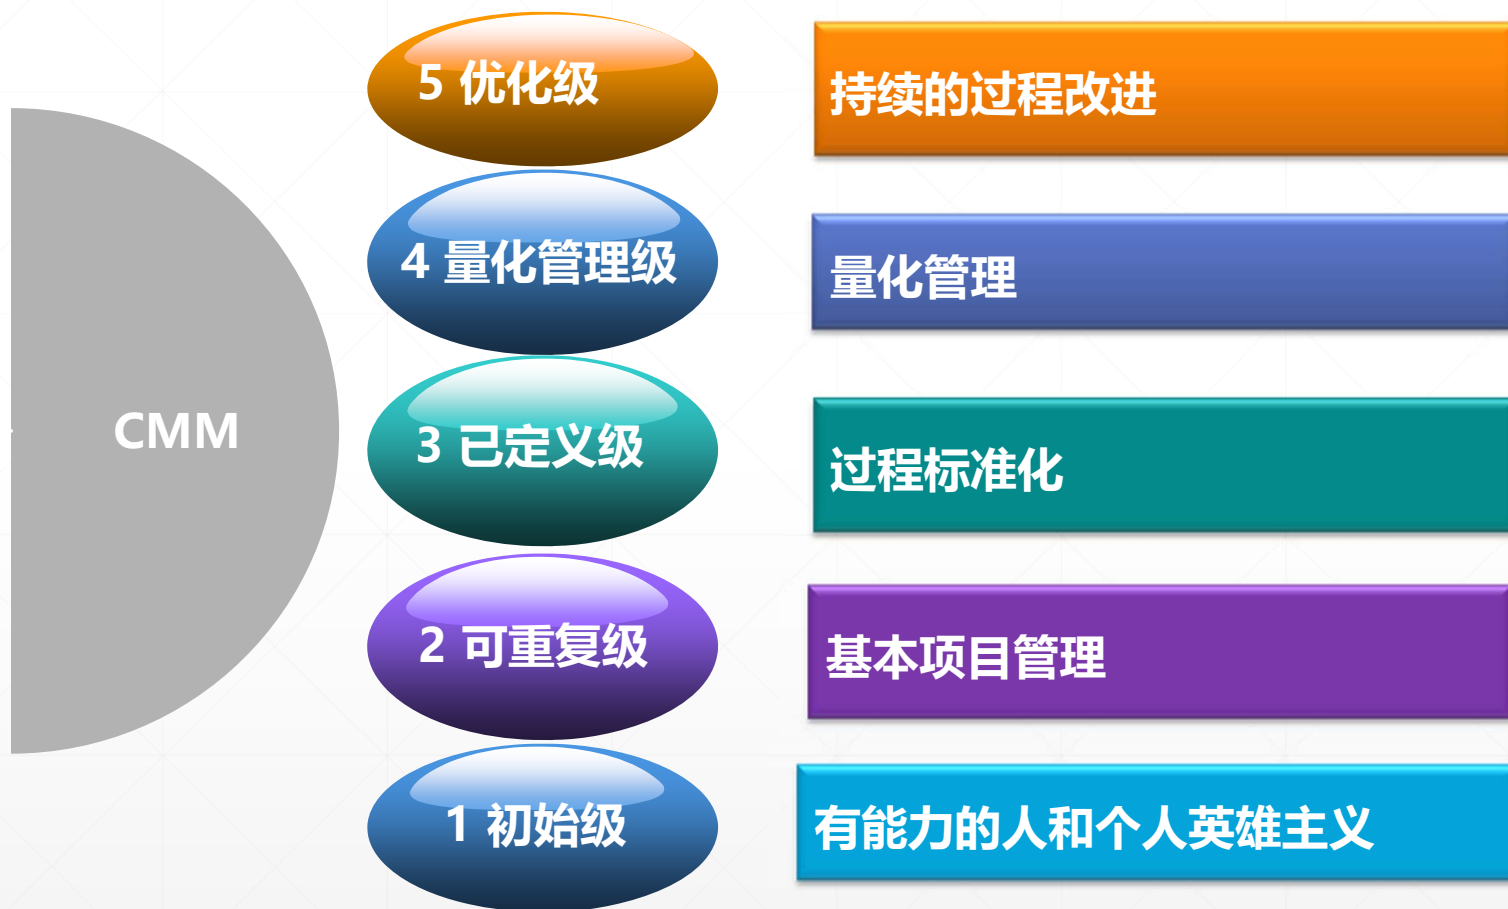 5 优化级
持续的过程改进
4 量化管理级
量化管理
CMM
3 已定义级
过程标准化
2 可重复级
基本项目管理
1 初始级
有能力的人和个人英雄主义